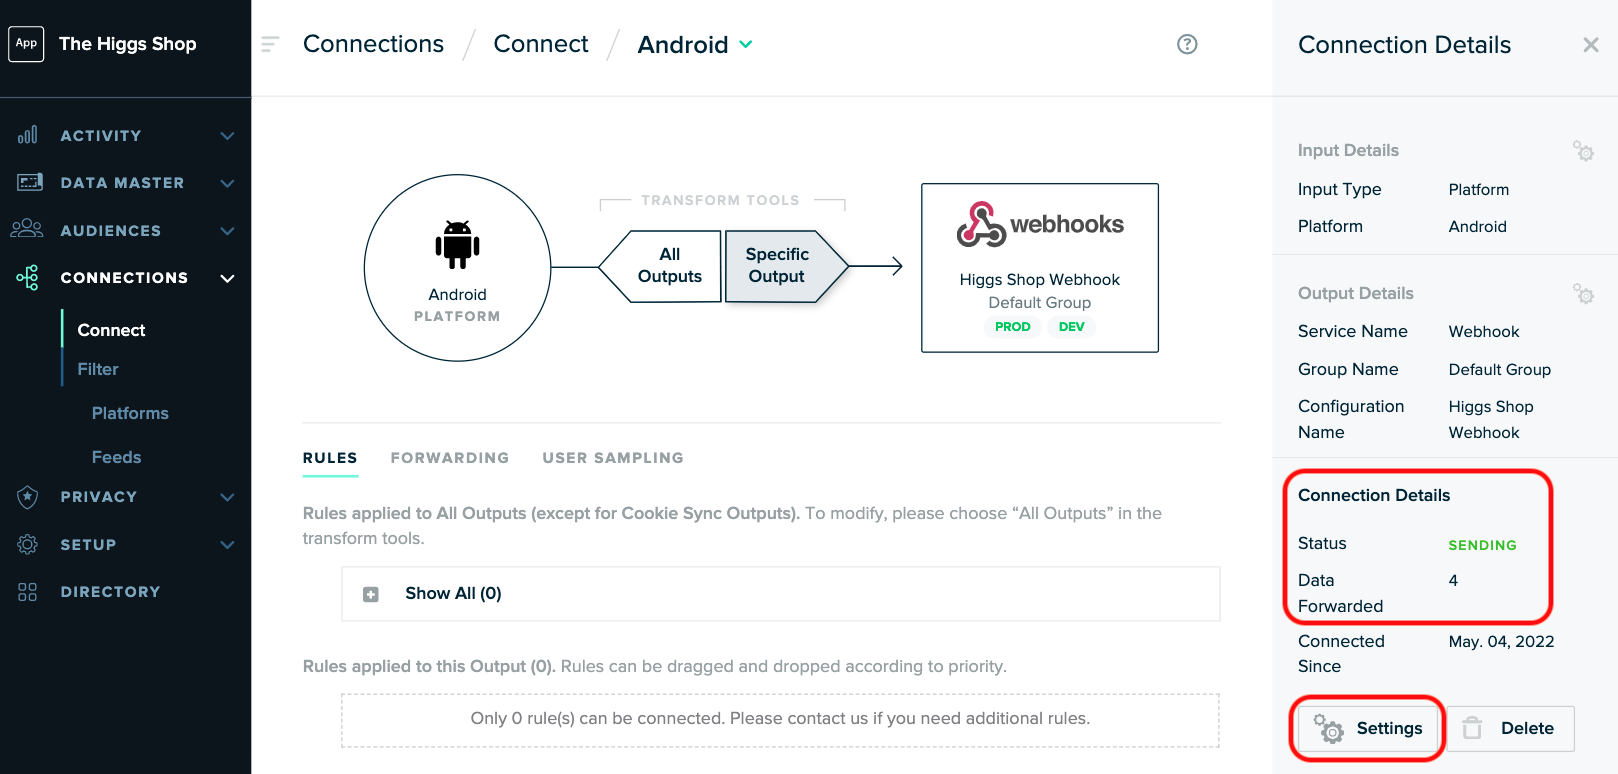 App
The Higgs Shop
ACTIVITY
DATA MASTER
AUDIENCES
CONNECTIONS
Connect
Filter
Platforms
Feeds
PRIVACY
SETUP
DIRECTORY
Connections / Connect / Android
Android
PLATFORM
TRANSFORM TOOLS
All
Outputs
Specific
Output
webhooks
Higgs Shop Webhook
Default Group
PROD DEV
RULES FORWARDING USER SAMPLING
Rules applied to All Outputs (except for Cookie Sync Outputs). To modify, please choose “All Outputs” in the
transform tools.
Show All (0)
Rules applied to this Output (0). Rules can be dragged and dropped according to priority.
Only 0 rule(s) can be connected. Please contact us if you need additional rules.
Connection Details
Input Details
Input Type Platform
Platform Android
Output Details
Service Name Webhook
Group Name Default Group
Configuration Higgs Shop
Name Webhook
Connection Details
Status SENDING
Data 4
Forwarded
Connected May. 04, 2022
Since
Settings Delete